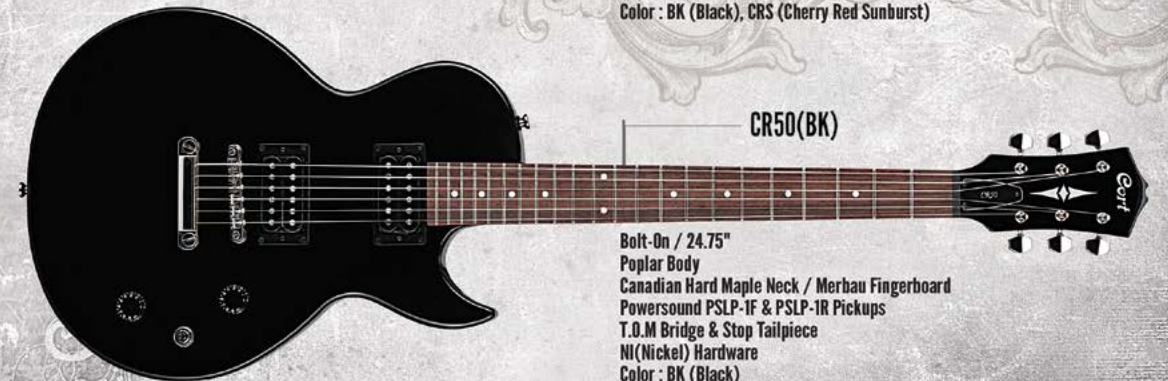 Color : BK (Black), CRS (Cherry Red Sunburst)
CR50(BK)
Cort
CR50
Bolt-On / 24.75"
Poplar Body
Canadian Hard Maple Neck / Merbau Fingerboard
Powersound PSLP-1F & PSLP-1R Pickups
T.O.M Bridge & Stop Tailpiece
NI(Nickel) Hardware
Color : BK (Black)